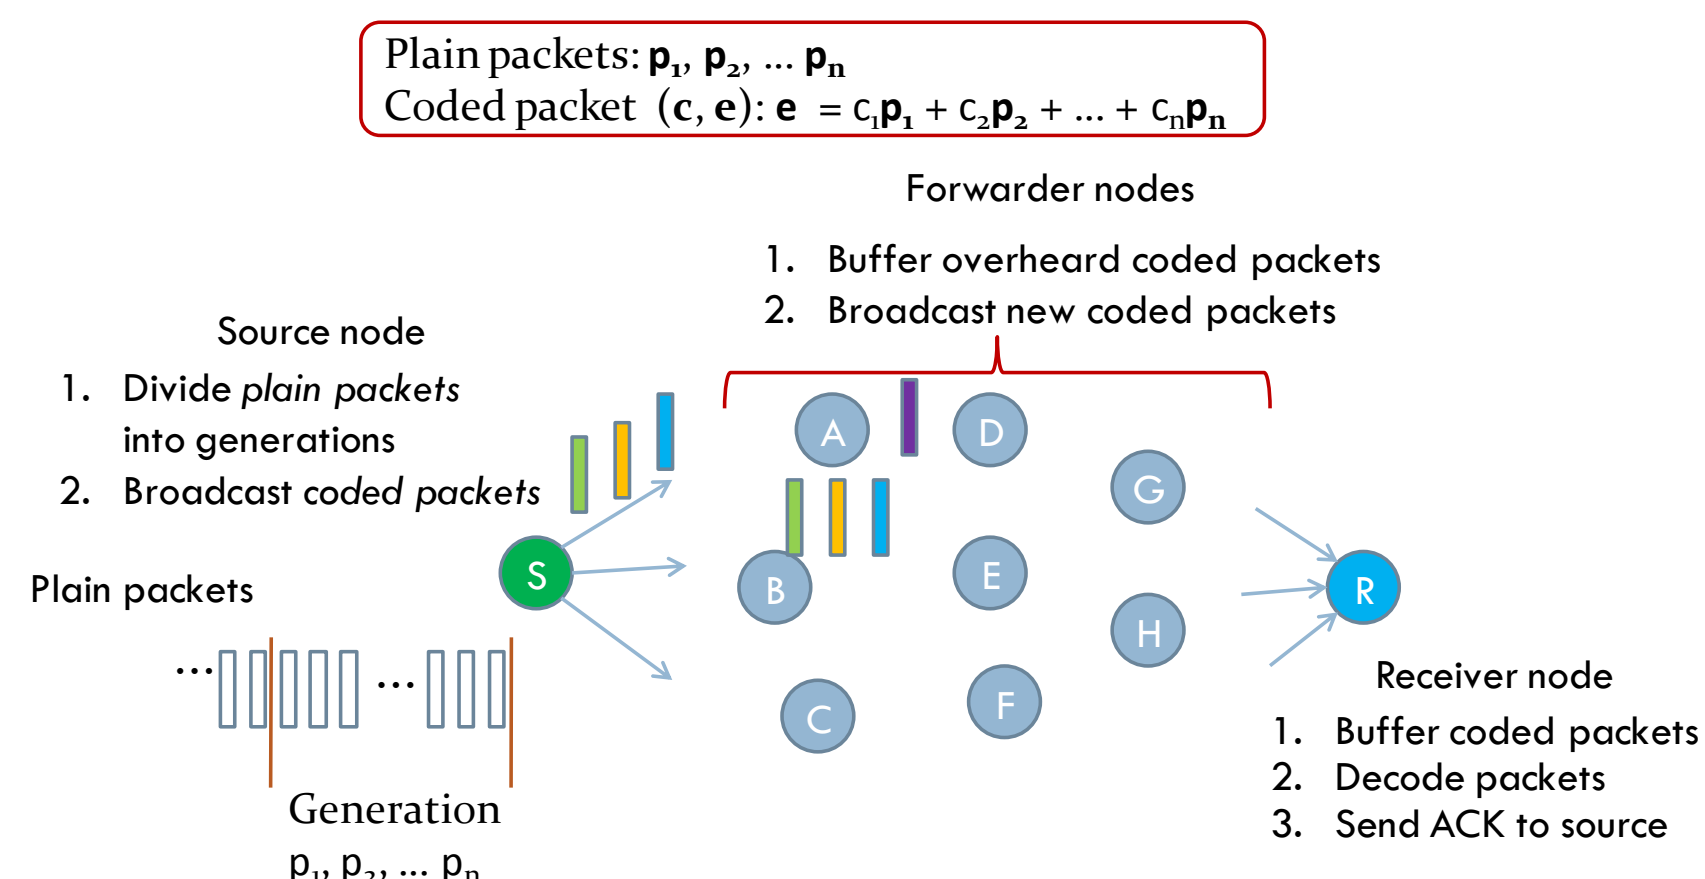 Plain packets: p₁, p₂, ... pₙ
Coded packet (c, e): e = c₁p₁ + c₂p₂ + ... + cₙpₙ
Forwarder nodes
1. Buffer overheard coded packets
2. Broadcast new coded packets
Source node
1. Divide plain packets
into generations
2. Broadcast coded packets
A
D
G
S
B
E
R
H
C
F
Plain packets
...
...
Generation
p₁, p₂, ... pₙ
Receiver node
1. Buffer coded packets
2. Decode packets
3. Send ACK to source